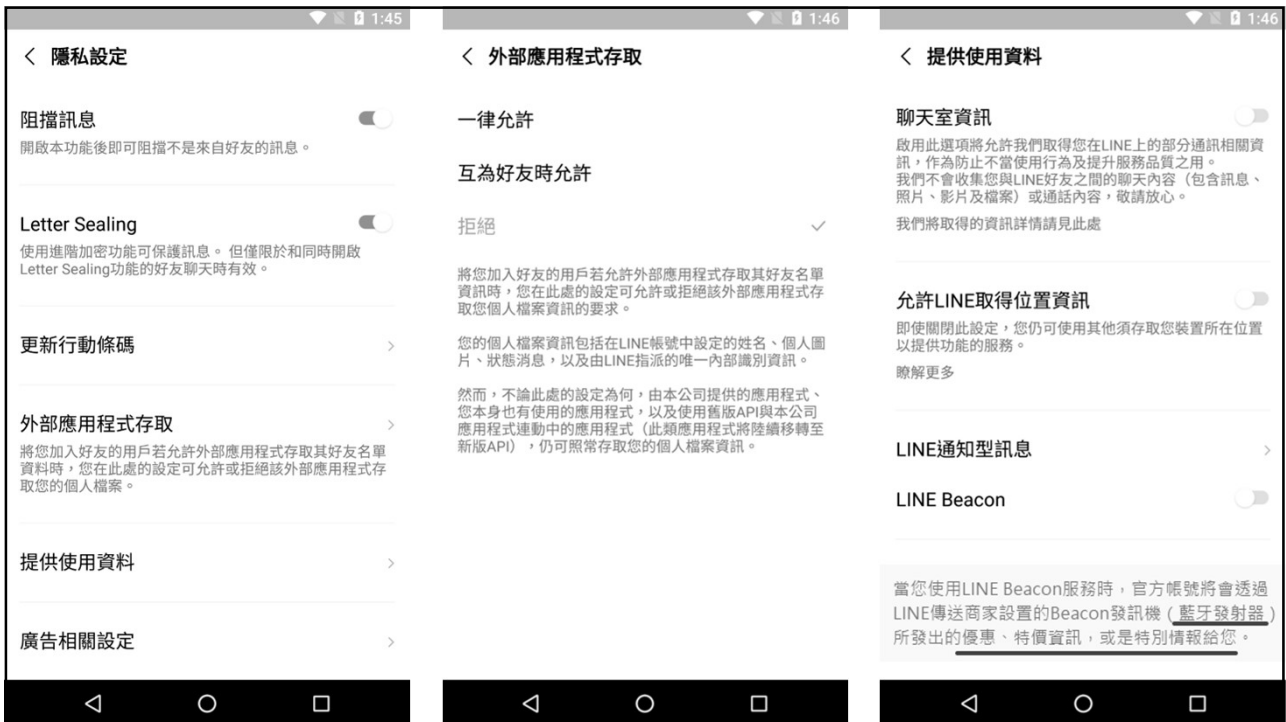 1:45
隱私設定
阻擋訊息
開啟本功能後即可阻擋不是來自好友的訊息。
Letter Sealing
使用進階加密功能可保護訊息。但僅限於和同時開啟
Letter Sealing功能的好友聊天時有效。
更新行動條碼
外部應用程式存取
將您加入好友的用戶若允許外部應用程式存取其好友名單
資料時，您在此處的設定可允許或拒絕該外部應用程式存
取您的個人檔案。
提供使用資料
廣告相關設定
1:46
外部應用程式存取
一律允許
互為好友時允許
拒絕
將您加入好友的用戶若允許外部應用程式存取其好友名單
資訊時，您在此處的設定可允許或拒絕該外部應用程式存
取您個人檔案資訊的要求。
您的個人檔案資訊包括在LINE帳號中設定的姓名、個人圖
片、狀態消息，以及由LINE指派的唯一內部識別資訊。
然而，不論此處的設定為何，由本公司提供的應用程式、
您本身也有使用的應用程式，以及使用舊版API與本公司
應用程式連動中的應用程式（此類應用程式將陸續移轉至
新版API），仍可照常存取您的個人檔案資訊。
1:46
提供使用資料
聊天室資訊
啟用此選項將允許我們取得您在LINE上的部分通訊相關資
訊，作為防止不當使用行為及提升服務品質之用。
我們不會收集您與LINE好友之間的聊天內容（包含訊息、
照片、影片及檔案）或通話內容，敬請放心。
我們將取得的資訊詳情請見此處
允許LINE取得位置資訊
即使關閉此設定，您仍可使用其他須存取您裝置所在位置
以提供功能的服務。
瞭解更多
LINE通知型訊息
LINE Beacon
當您使用LINE Beacon服務時，官方帳號將會透過
LINE傳送商家設置的Beacon發訊機（藍牙發射器）
所發出的優惠、特價資訊，或是特別情報給您。